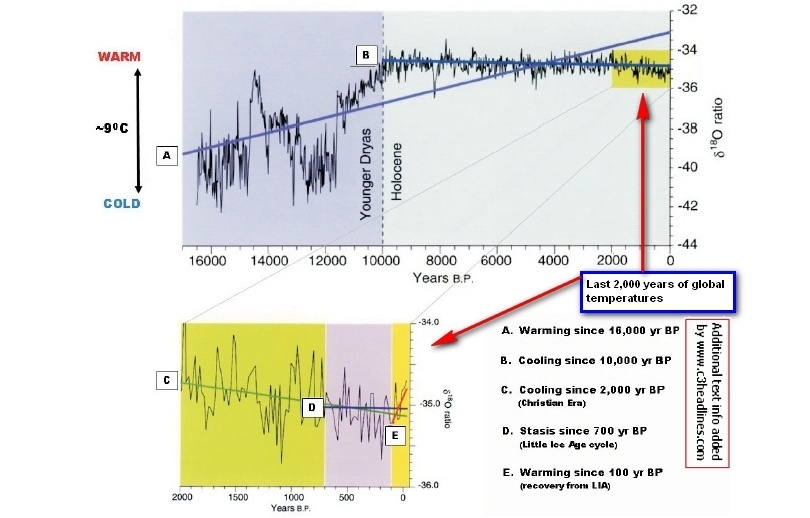 WARM
~9ºC
COLD
A
B
Younger Dryas
Holocene
-32
-34
-36
-38
-40
-42
-44
δ¹⁸O ratio
16000 14000 12000 10000 8000 6000 4000 2000 0
Years B.P.
Last 2,000 years of global
temperatures
C
D
E
-34.0
-35.0
-36.0
δ¹⁸O ratio
2000 1500 1000 500 0
Years B.P.
A. Warming since 16,000 yr BP
B. Cooling since 10,000 yr BP
C. Cooling since 2,000 yr BP
(Christian Era)
D. Stasis since 700 yr BP
(Little Ice Age cycle)
E. Warming since 100 yr BP
(recovery from LIA)
Additional text info added
by www.c3headlines.com